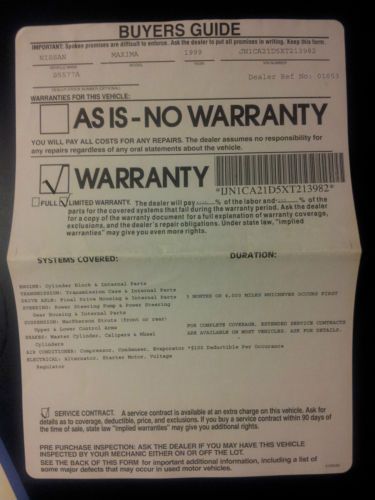 BUYERS GUIDE
IMPORTANT: Spoken promises are difficult to enforce. Ask the dealer to put all promises in writing. Keep this form.
NISSAN MAXIMA 1999 JN1CA21D5XT213982
VEHICLE MAKE MODEL YEAR VIN NUMBER
S5577A Dealer Ref No: 01053
DEALER STOCK NUMBER (OPTIONAL)
WARRANTIES FOR THIS VEHICLE:
AS IS - NO WARRANTY
YOU WILL PAY ALL COSTS FOR ANY REPAIRS. The dealer assumes no responsibility for
any repairs regardless of any oral statements about the vehicle.
WARRANTY
*IJN1CA21D5XT213982*
FULL LIMITED WARRANTY. The dealer will pay % of the labor and % of the
parts for the covered systems that fail during the warranty period. Ask the dealer
for a copy of the warranty document for a full explanation of warranty coverage,
exclusions, and the dealer's repair obligations. Under state law, "implied
warranties" may give you even more rights.
SYSTEMS COVERED: DURATION:
ENGINE: Cylinder Block & Internal Parts
TRANSMISSION: Transmission Case & Internal Parts
DRIVE AXLE: Final Drive Housing & Internal Parts 3 MONTHS OR 4,000 MILES WHICHEVER OCCURS FIRST
STEERING: Power Steering Pump & Power Steering
Gear Housing & Internal Parts
SUSPENSION: MacPherson Struts (front or rear) FOR COMPLETE COVERAGE, EXTENDED SERVICE CONTRACTS
Upper & Lower Control Arms ARE AVAILABLE ON MOST VEHICLES. ASK FOR DETAILS.
BRAKES: Master Cylinder, Calipers & Wheel
Cylinders
AIR CONDITIONER: Compressor, Condenser, Evaporator *$100 Deductible Per Occurance
ELECTRICAL: Alternator, Starter Motor, Voltage
Regulator
SERVICE CONTRACT. A service contract is available at an extra charge on this vehicle. Ask for
details as to coverage, deductible, price, and exclusions. If you buy a service contract within 90 days of
the time of sale, state law "implied warranties" may give you additional rights.
PRE PURCHASE INSPECTION: ASK THE DEALER IF YOU MAY HAVE THIS VEHICLE
INSPECTED BY YOUR MECHANIC EITHER ON OR OFF THE LOT.
SEE THE BACK OF THIS FORM for important additional information, including a list of
some major defects that may occur in used motor vehicles.